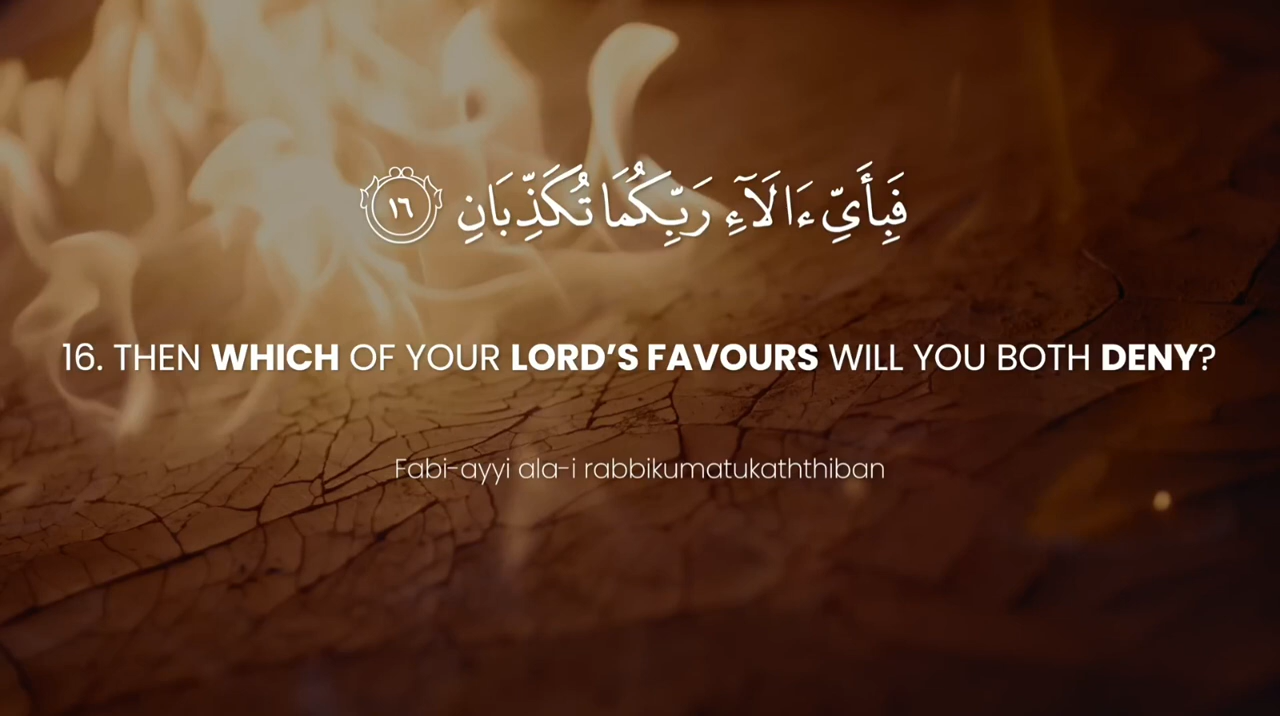 فَبِأَيِّ ءَالَآءِ رَبِّكُمَا تُكَذِّبَانِ ١٦
16. THEN WHICH OF YOUR LORD’S FAVOURS WILL YOU BOTH DENY?
Fabi-ayyi ala-i rabbikumatukaththiban